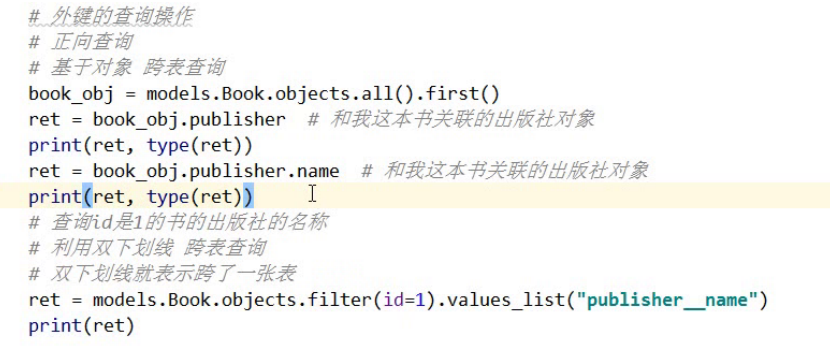 # 外键的查询操作
# 正向查询
# 基于对象 跨表查询
book_obj = models.Book.objects.all().first()
ret = book_obj.publisher  # 和我这本书关联的出版社对象
print(ret, type(ret))
ret = book_obj.publisher.name  # 和我这本书关联的出版社对象
print(ret, type(ret))
# 查询id是1的书的出版社的名称
# 利用双下划线 跨表查询
# 双下划线就表示跨了一张表
ret = models.Book.objects.filter(id=1).values_list("publisher__name")
print(ret)